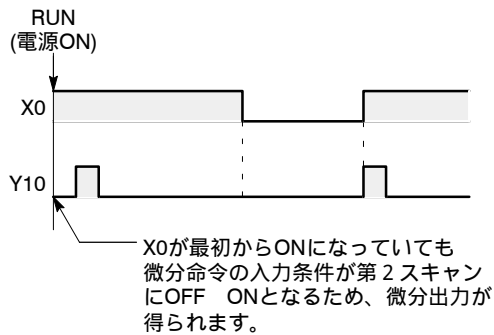 RUN
(電源ON)
X0
Y10
X0が最初からONになっていても
微分命令の入力条件が第2スキャン
にOFF　ONとなるため、微分出力が
得られます。